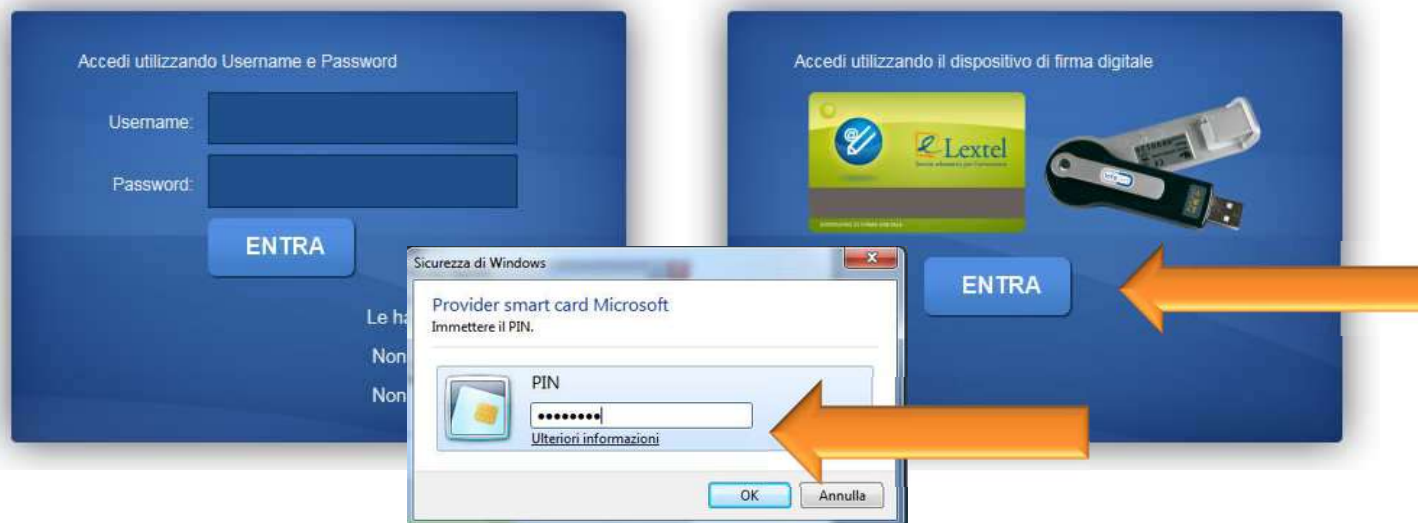 Accedi utilizzando Username e Password
Username:
Password:
ENTRA
Le ha
Non
Non
Accedi utilizzando il dispositivo di firma digitale
Lextel
ENTRA
Sicurezza di Windows
Provider smart card Microsoft
Immettere il PIN.
PIN
••••••••
Ulteriori informazioni
OK
Annulla